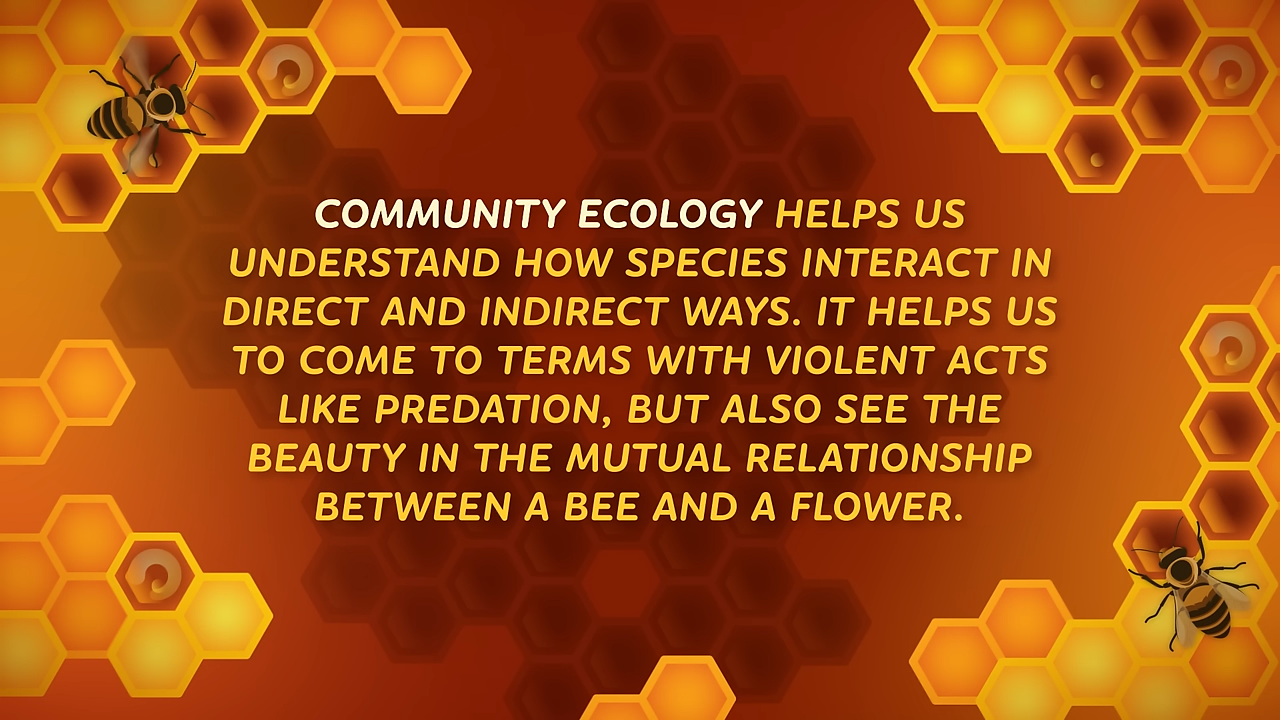 COMMUNITY ECOLOGY HELPS US
UNDERSTAND HOW SPECIES INTERACT IN
DIRECT AND INDIRECT WAYS. IT HELPS US
TO COME TO TERMS WITH VIOLENT ACTS
LIKE PREDATION, BUT ALSO SEE THE
BEAUTY IN THE MUTUAL RELATIONSHIP
BETWEEN A BEE AND A FLOWER.